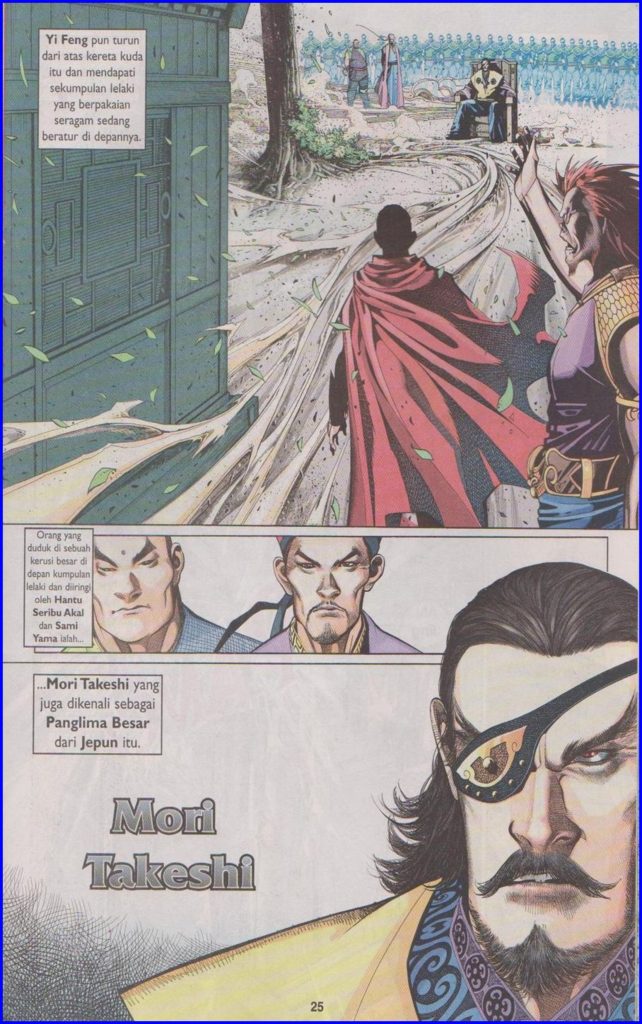 Yi Feng pun turun
dari atas kereta kuda
itu dan mendapati
sekumpulan lelaki
yang berpakaian
seragam sedang
beratur di depannya.
Orang yang
duduk di sebuah
kerusi besar di
depan kumpulan
lelaki dan diiringi
oleh Hantu
Seribu Akal
dan Sami
Yama ialah...
...Mori Takeshi yang
juga dikenali sebagai
Panglima Besar
dari Jepun itu.
Mori
Takeshi
25